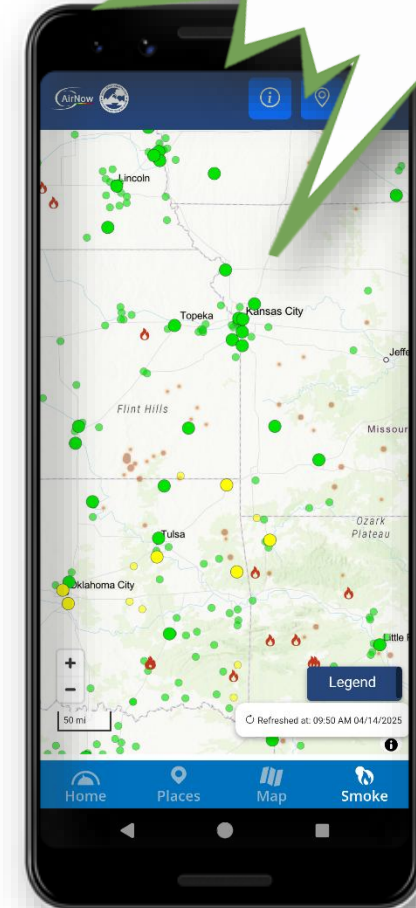 AirNow
Lincoln
Topeka
Kansas City
Jeffe
Flint Hills
Missour
Ozark
Plateau
Tulsa
Oklahoma City
Little R
+
−
50 mi
Legend
Refreshed at: 09:50 AM 04/14/2025
Home
Places
Map
Smoke